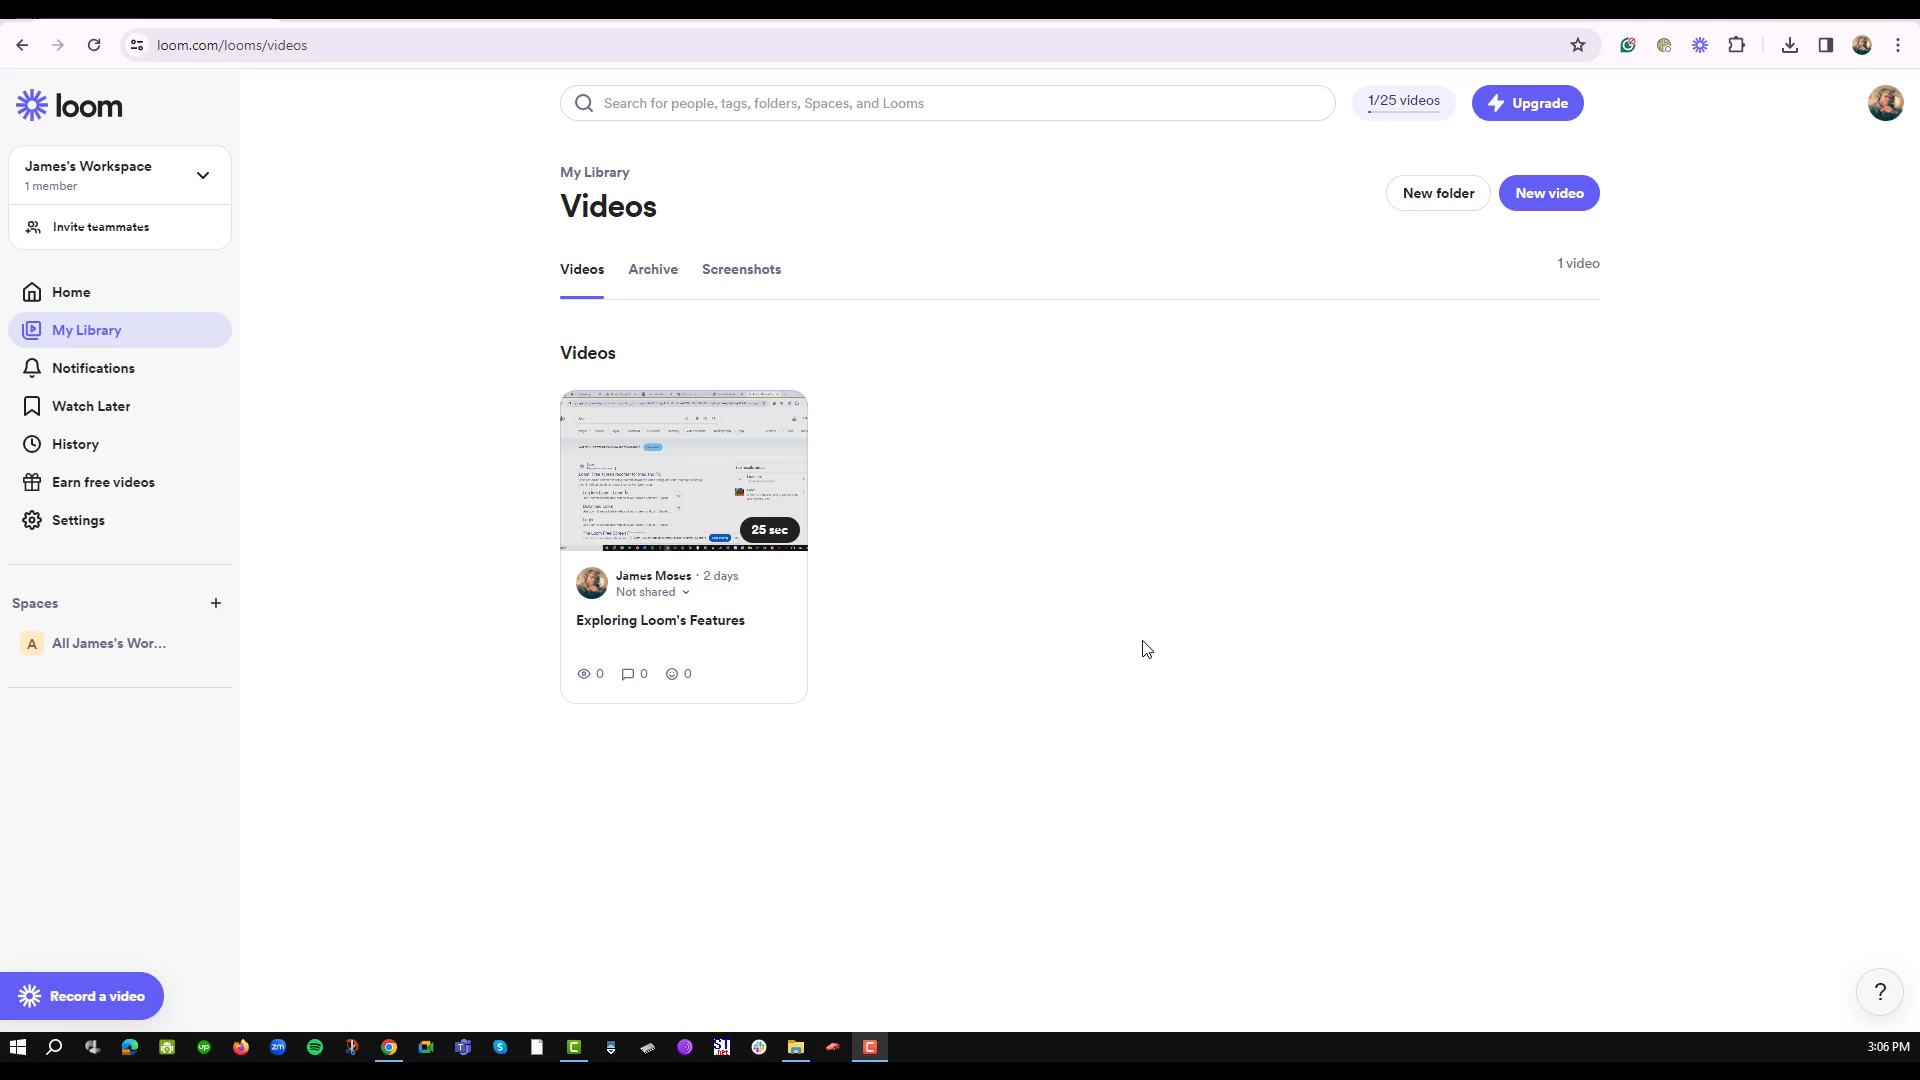 loom.com/looms/videos
loom
Search for people, tags, folders, Spaces, and Looms
1/25 videos
Upgrade
James's Workspace
1 member
Invite teammates
Home
My Library
Notifications
Watch Later
History
Earn free videos
Settings
Spaces
+
A All James's Wor...
Record a video
My Library
Videos
New folder
New video
Videos
Archive
Screenshots
1 video
Videos
25 sec
James Moses · 2 days
Not shared
Exploring Loom's Features
0
0
0
?
3:06 PM